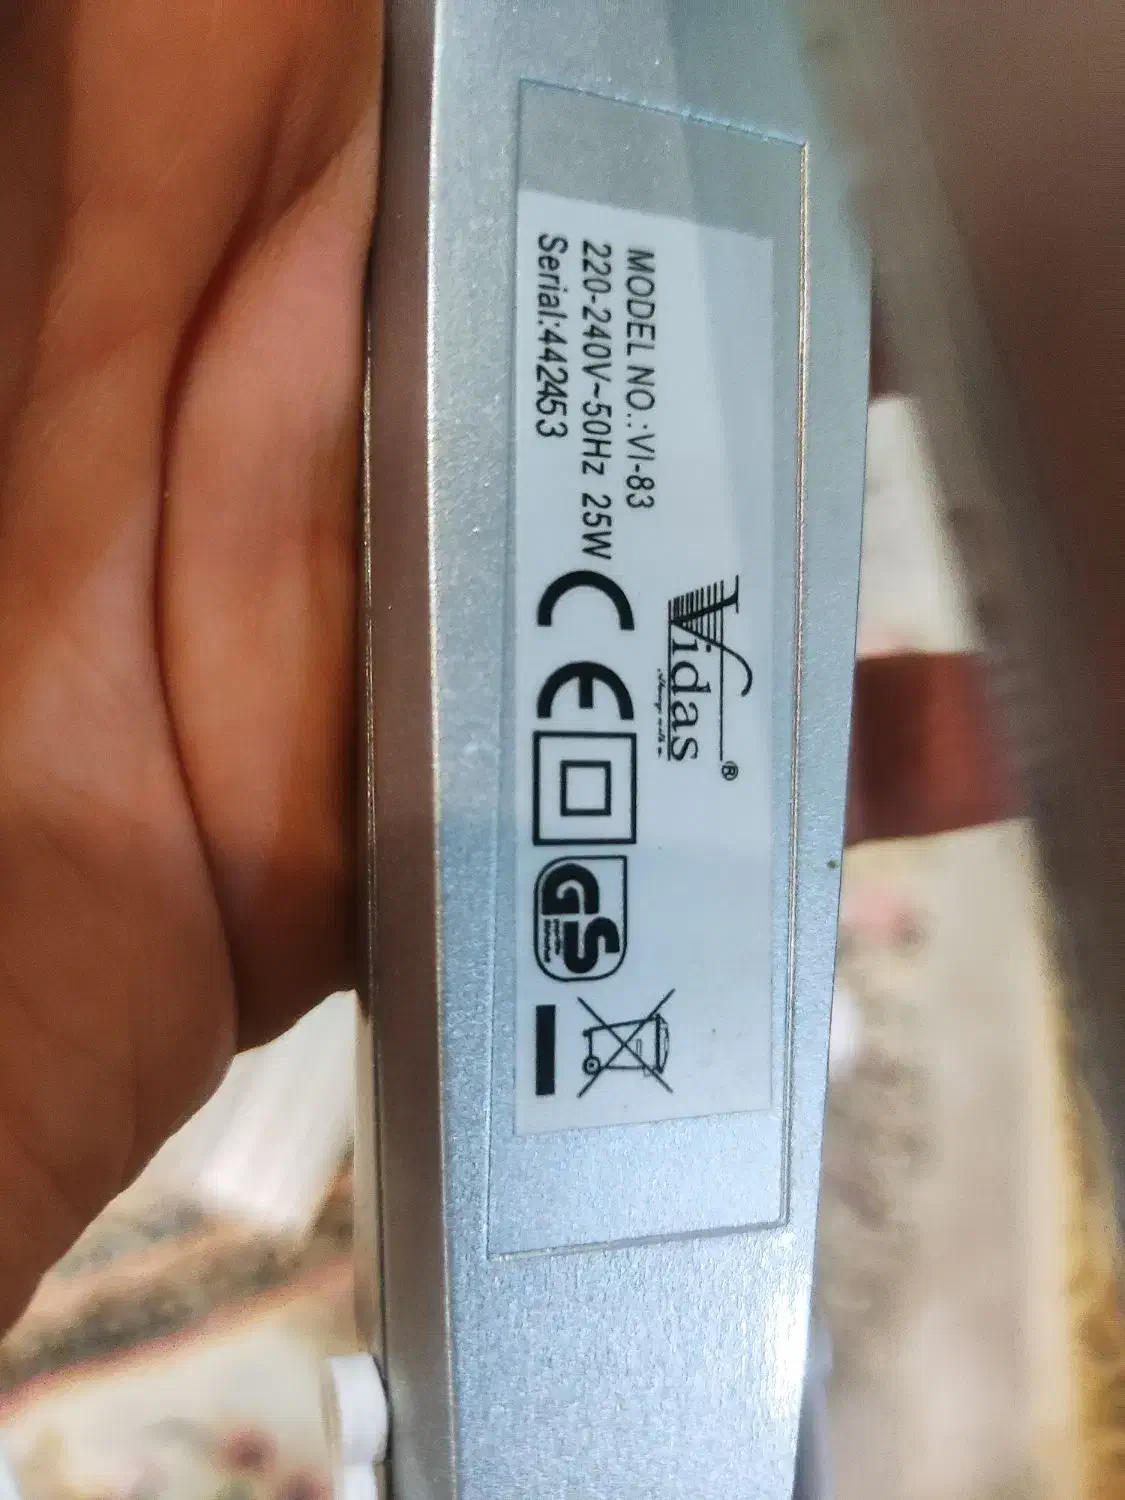 Vidas®
MODEL NO.:VI-83
220-240V~50Hz 25W
Serial:442453
CE
GS